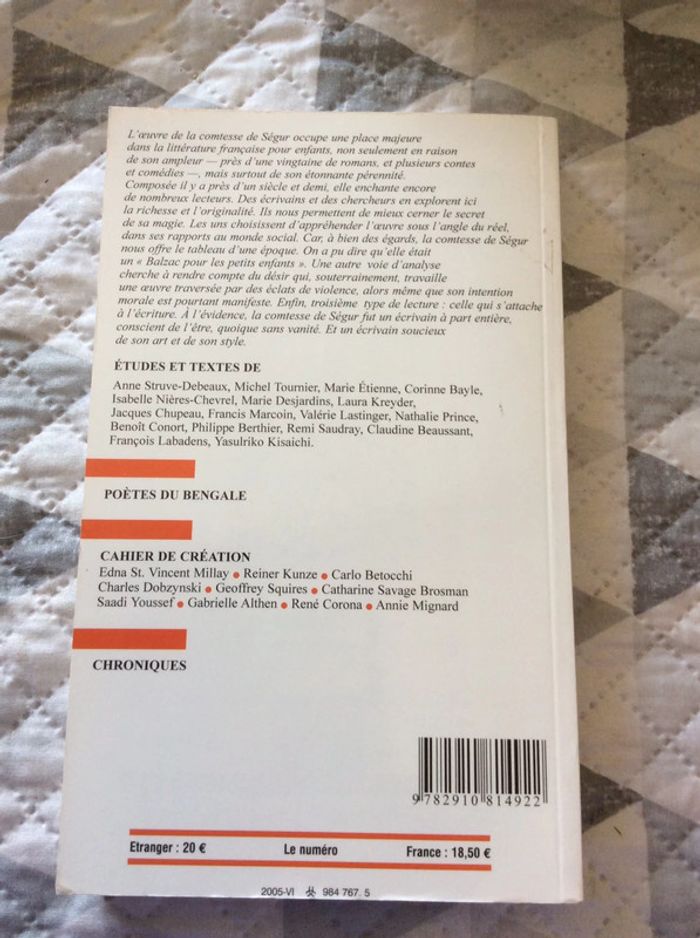 L'œuvre de la comtesse de Ségur occupe une place majeure
dans la littérature française pour enfants, non seulement en raison
de son ampleur — près d'une vingtaine de romans, et plusieurs contes
et comédies —, mais surtout de son étonnante pérennité.
Composée il y a près d'un siècle et demi, elle enchante encore
de nombreux lecteurs. Des écrivains et des chercheurs en explorent ici
la richesse et l'originalité. Ils nous permettent de mieux cerner le secret
de sa magie. Les uns choisissent d'appréhender l'œuvre sous l'angle du réel,
dans ses rapports au monde social. Car, à bien des égards, la comtesse de Ségur
nous offre le tableau d'une époque. On a pu dire qu'elle était
un « Balzac pour les petits enfants ». Une autre voie d'analyse
cherche à rendre compte du désir qui, souterrainement, travaille
une œuvre traversée par des éclats de violence, alors même que son intention
morale est pourtant manifeste. Enfin, troisième type de lecture : celle qui s'attache
à l'écriture. À l'évidence, la comtesse de Ségur fut un écrivain à part entière,
conscient de l'être, quoique sans vanité. Et un écrivain soucieux
de son art et de son style.
ÉTUDES ET TEXTES DE
Anne Struve-Debeaux, Michel Tournier, Marie Étienne, Corinne Bayle,
Isabelle Nières-Chevrel, Marie Desjardins, Laura Kreyder,
Jacques Chupeau, Francis Marcoin, Valérie Lastinger, Nathalie Prince,
Benoît Conort, Philippe Berthier, Remi Saudray, Claudine Beaussant,
François Labadens, Yasulriko Kisaichi.
POÈTES DU BENGALE
CAHIER DE CRÉATION
Edna St. Vincent Millay • Reiner Kunze • Carlo Betocchi
Charles Dobzynski • Geoffrey Squires • Catharine Savage Brosman
Saadi Youssef • Gabrielle Althen • René Corona • Annie Mignard
CHRONIQUES
9 782910 814922
Etranger : 20 € Le numéro France : 18,50 €
2005-VI 984 767. 5